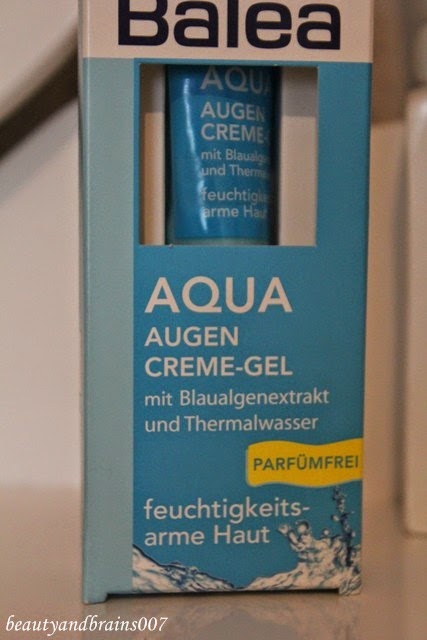 Balea
AQUA
AUGEN
CREME-G
mit Blaualgen
und Thermalw
feuchtigkeits
arme Haut
AQUA
AUGEN
CREME-GEL
mit Blaualgenextrakt
und Thermalwasser
PARFÜMFREI
feuchtigkeits-
arme Haut
beautyandbrains007